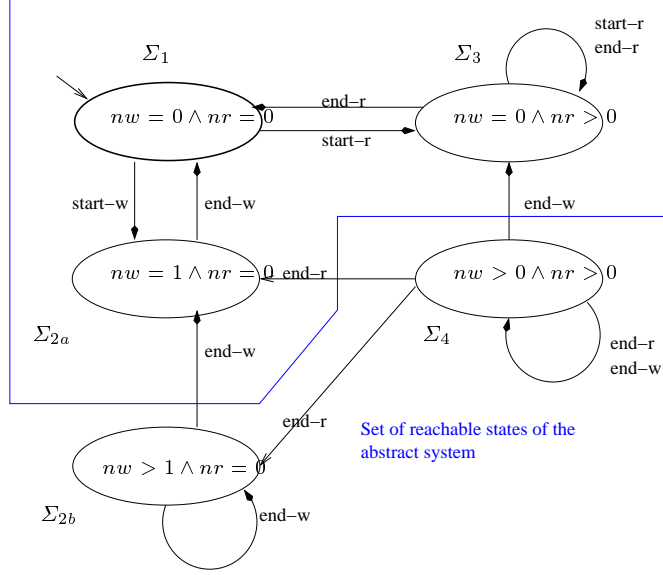 Σ1
Σ3
start−r
end−r
nw = 0 ∧ nr = 0
end−r
start−r
nw = 0 ∧ nr > 0
start−w
end−w
end−w
nw = 1 ∧ nr = 0
end−r
nw > 0 ∧ nr > 0
Σ2a
Σ4
end−w
end−r
end−w
end−r
Set of reachable states of the
abstract system
nw > 1 ∧ nr = 0
Σ2b
end−w